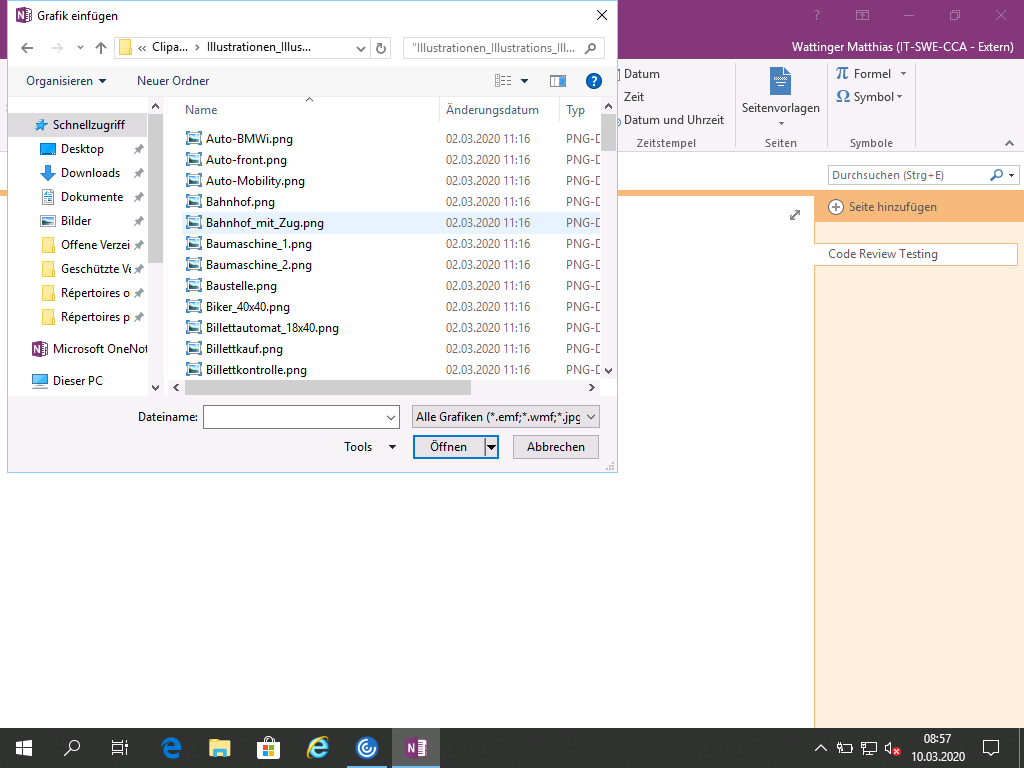 Grafik einfügen
Wattinger Matthias (IT-SWE-CCA - Extern)
« Clipa... › Illustrationen_Illus...
"Illustrationen_Illustrations_Ill...
Organisieren
Neuer Ordner
Datum
Zeit
Datum und Uhrzeit
Zeitstempel
Seitenvorlagen
Seiten
Formel
Symbol
Symbole
Durchsuchen (Strg+E)
Seite hinzufügen
Code Review Testing
Schnellzugriff
Desktop
Downloads
Dokumente
Bilder
Offene Verzei
Geschützte Ve
Répertoires o
Répertoires p
Microsoft OneNot
Dieser PC
Name Änderungsdatum Typ
Auto-BMWi.png 02.03.2020 11:16 PNG-D
Auto-front.png 02.03.2020 11:16 PNG-D
Auto-Mobility.png 02.03.2020 11:16 PNG-D
Bahnhof.png 02.03.2020 11:16 PNG-D
Bahnhof_mit_Zug.png 02.03.2020 11:16 PNG-D
Baumaschine_1.png 02.03.2020 11:16 PNG-D
Baumaschine_2.png 02.03.2020 11:16 PNG-D
Baustelle.png 02.03.2020 11:16 PNG-D
Biker_40x40.png 02.03.2020 11:16 PNG-D
Billettautomat_18x40.png 02.03.2020 11:16 PNG-D
Billettkauf.png 02.03.2020 11:16 PNG-D
Billettkontrolle.png 02.03.2020 11:16 PNG-D
Dateiname:
Alle Grafiken (*.emf;*.wmf;*.jpg
Tools
Öffnen
Abbrechen
08:57
10.03.2020